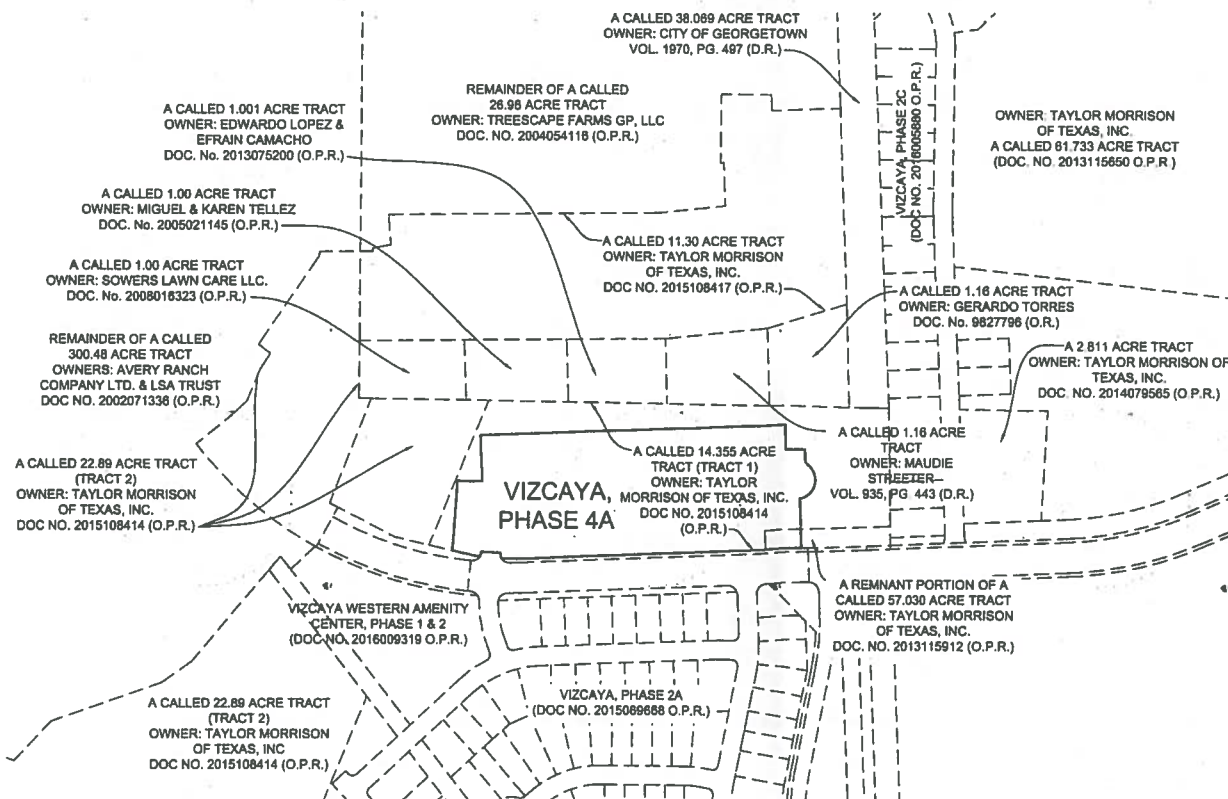 A CALLED 38.069 ACRE TRACT
OWNER: CITY OF GEORGETOWN
VOL. 1970, PG. 497 (D.R.)
REMAINDER OF A CALLED
26.96 ACRE TRACT
OWNER: TREESCAPE FARMS GP, LLC
DOC. NO. 2004054116 (O.P.R.)
A CALLED 1.001 ACRE TRACT
OWNER: EDWARDO LOPEZ &
EFRAIN CAMACHO
DOC. No. 2013075200 (O.P.R.)
VIZCAYA, PHASE 2C
(DOC NO. 2016005880 O.P.R.)
OWNER: TAYLOR MORRISON
OF TEXAS, INC.
A CALLED 61.733 ACRE TRACT
(DOC. NO. 2013115650 O.P.R.)
A CALLED 1.00 ACRE TRACT
OWNER: MIGUEL & KAREN TELLEZ
DOC. No. 2005021145 (O.P.R.)
A CALLED 11.30 ACRE TRACT
OWNER: TAYLOR MORRISON
OF TEXAS, INC.
DOC NO. 2015108417 (O.P.R.)
A CALLED 1.00 ACRE TRACT
OWNER: SOWERS LAWN CARE LLC.
DOC. No. 2008016323 (O.P.R.)
A CALLED 1.16 ACRE TRACT
OWNER: GERARDO TORRES
DOC. No. 9827796 (O.R.)
REMAINDER OF A CALLED
300.48 ACRE TRACT
OWNERS: AVERY RANCH
COMPANY LTD. & LSA TRUST
DOC NO. 2002071336 (O.P.R.)
A 2.811 ACRE TRACT
OWNER: TAYLOR MORRISON OF
TEXAS, INC.
DOC NO. 2014079565 (O.P.R.)
A CALLED 22.89 ACRE TRACT
(TRACT 2)
OWNER: TAYLOR MORRISON
OF TEXAS, INC.
DOC NO. 2015108414 (O.P.R.)
VIZCAYA,
PHASE 4A
A CALLED 14.355 ACRE
TRACT (TRACT 1)
OWNER: TAYLOR
MORRISON OF TEXAS, INC.
DOC NO. 2015108414
(O.P.R.)
A CALLED 1.16 ACRE
TRACT
OWNER: MAUDIE
STREETER
VOL. 935, PG. 443 (D.R.)
VIZCAYA WESTERN AMENITY
CENTER, PHASE 1 & 2
(DOC NO. 2016009319 O.P.R.)
A REMNANT PORTION OF A
CALLED 57.030 ACRE TRACT
OWNER: TAYLOR MORRISON
OF TEXAS, INC.
DOC NO. 2013115912 (O.P.R.)
VIZCAYA, PHASE 2A
(DOC NO. 2015089668 O.P.R.)
A CALLED 22.89 ACRE TRACT
(TRACT 2)
OWNER: TAYLOR MORRISON
OF TEXAS, INC
DOC NO. 2015108414 (O.P.R.)